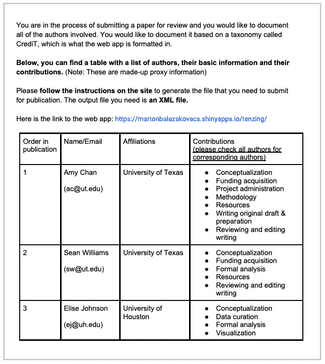 You are in the process of submitting a paper for review and you would like to document
all of the authors involved. You would like to document it based on a taxonomy called
CrediT, which is what the web app is formatted in.
Below, you can find a table with a list of authors, their basic information and their
contributions. (Note: These are made-up proxy information)
Please follow the instructions on the site to generate the file that you need to submit
for publication. The output file you need is an XML file.
Here is the link to the web app: https://martonbalazskovacs.shinyapps.io/tenzing/
Order in publication
Name/Email
Affiliations
Contributions
(please check all authors for
corresponding authors)
1
Amy Chan
(ac@ut.edu)
University of Texas
● Conceptualization
● Funding acquisition
● Project administration
● Methodology
● Resources
● Writing original draft &
preparation
● Reviewing and editing
writing
2
Sean Williams
(sw@ut.edu)
University of Texas
● Conceptualization
● Funding acquisition
● Formal analysis
● Resources
● Reviewing and editing
writing
3
Elise Johnson
(ej@uh.edu)
University of
Houston
● Conceptualization
● Data curation
● Formal analysis
● Visualization